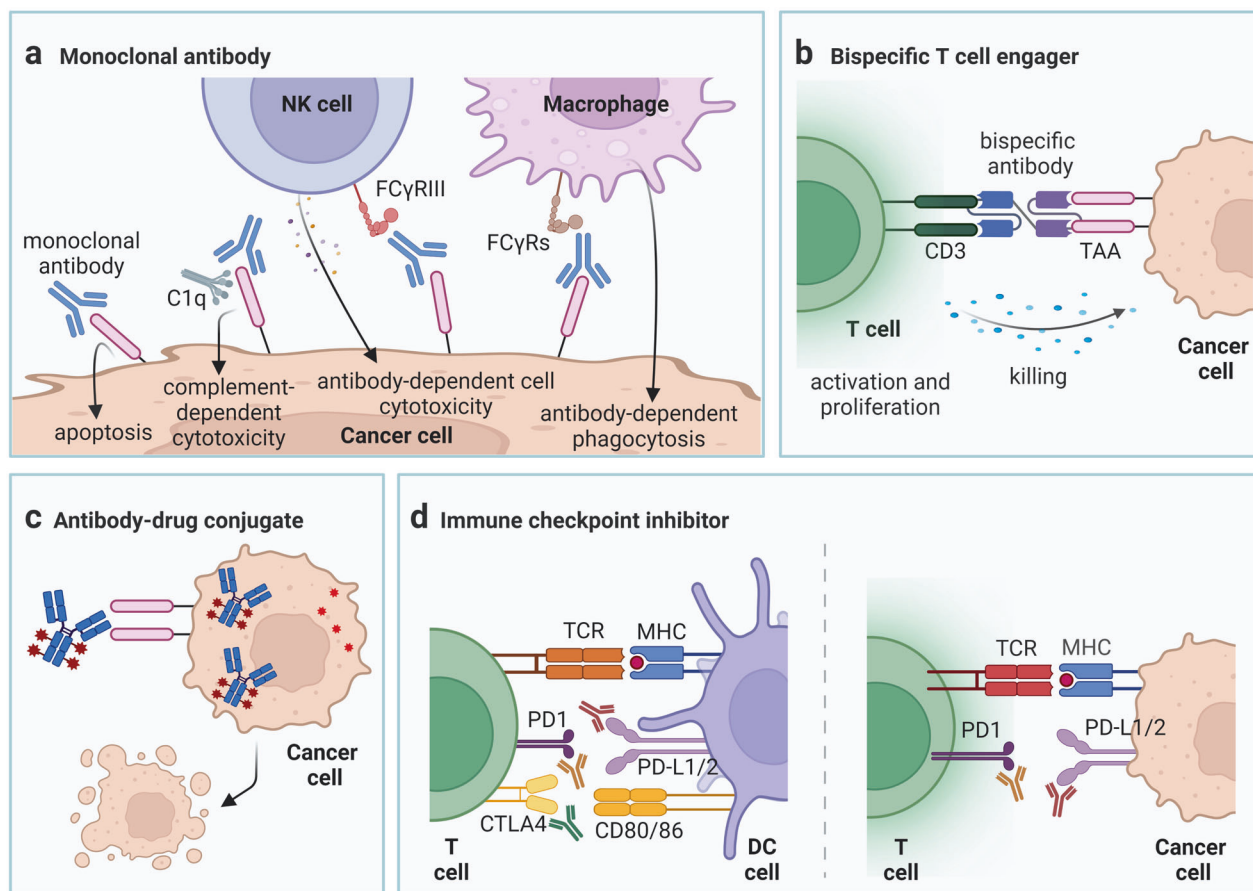 a Monoclonal antibody
NK cell
Macrophage
FCγRIII
monoclonal
antibody
C1q
FCγRs
apoptosis
complement-
dependent
cytotoxicity
antibody-dependent cell
cytotoxicity
Cancer cell
antibody-dependent
phagocytosis
b Bispecific T cell engager
bispecific
antibody
CD3
TAA
T cell
activation and
proliferation
killing
Cancer
cell
c Antibody-drug conjugate
Cancer
cell
d Immune checkpoint inhibitor
TCR
MHC
PD1
PD-L1/2
CTLA4
CD80/86
T
cell
DC
cell
TCR
MHC
PD1
PD-L1/2
T
cell
Cancer
cell